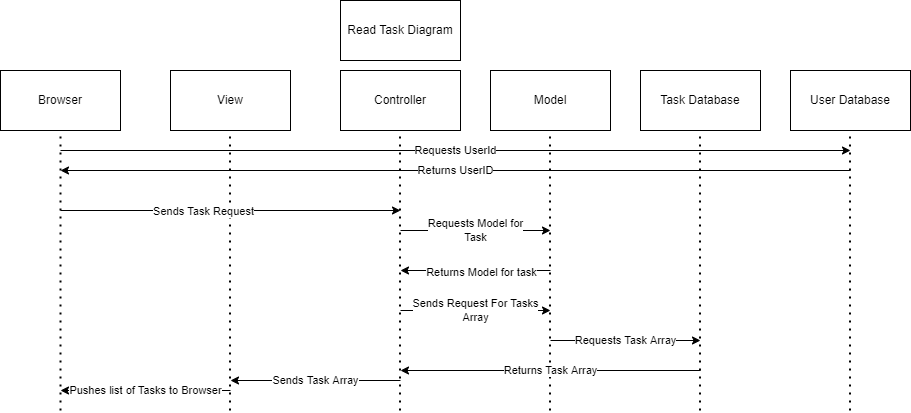 Read Task Diagram
Browser
View
Controller
Model
Task Database
User Database
Requests UserId
Returns UserID
Sends Task Request
Requests Model for
Task
Returns Model for task
Sends Request For Tasks
Array
Requests Task Array
Returns Task Array
Sends Task Array
Pushes list of Tasks to Browser